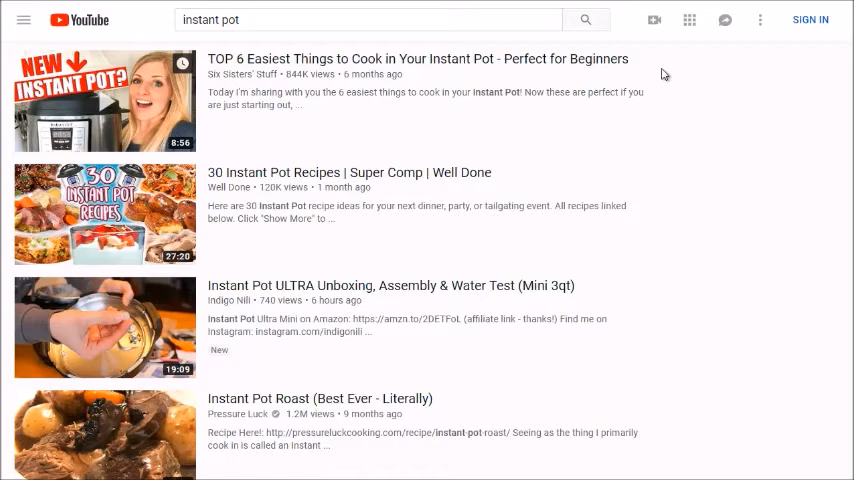 YouTube
instant pot
SIGN IN
NEW
INSTANT POT?
8:56
TOP 6 Easiest Things to Cook in Your Instant Pot - Perfect for Beginners
Six Sisters' Stuff • 844K views • 6 months ago
Today I'm sharing with you the 6 easiest things to cook in your Instant Pot! Now these are perfect if you
are just starting out, ...
30
INSTANT POT
RECIPES
27:20
30 Instant Pot Recipes | Super Comp | Well Done
Well Done • 120K views • 1 month ago
Here are 30 Instant Pot recipe ideas for your next dinner, party, or tailgating event. All recipes linked
below. Click "Show More" to ...
19:09
Instant Pot ULTRA Unboxing, Assembly & Water Test (Mini 3qt)
Indigo Nili • 740 views • 6 hours ago
Instant Pot Ultra Mini on Amazon: https://amzn.to/2DETFoL (affiliate link - thanks!) Find me on
Instagram: instagram.com/indigonili ...
New
Instant Pot Roast (Best Ever - Literally)
Pressure Luck • 1.2M views • 9 months ago
Recipe Here!: http://pressureluckcooking.com/recipe/instant-pot-roast/ Seeing as the thing I primarily
cook in is called an Instant ...